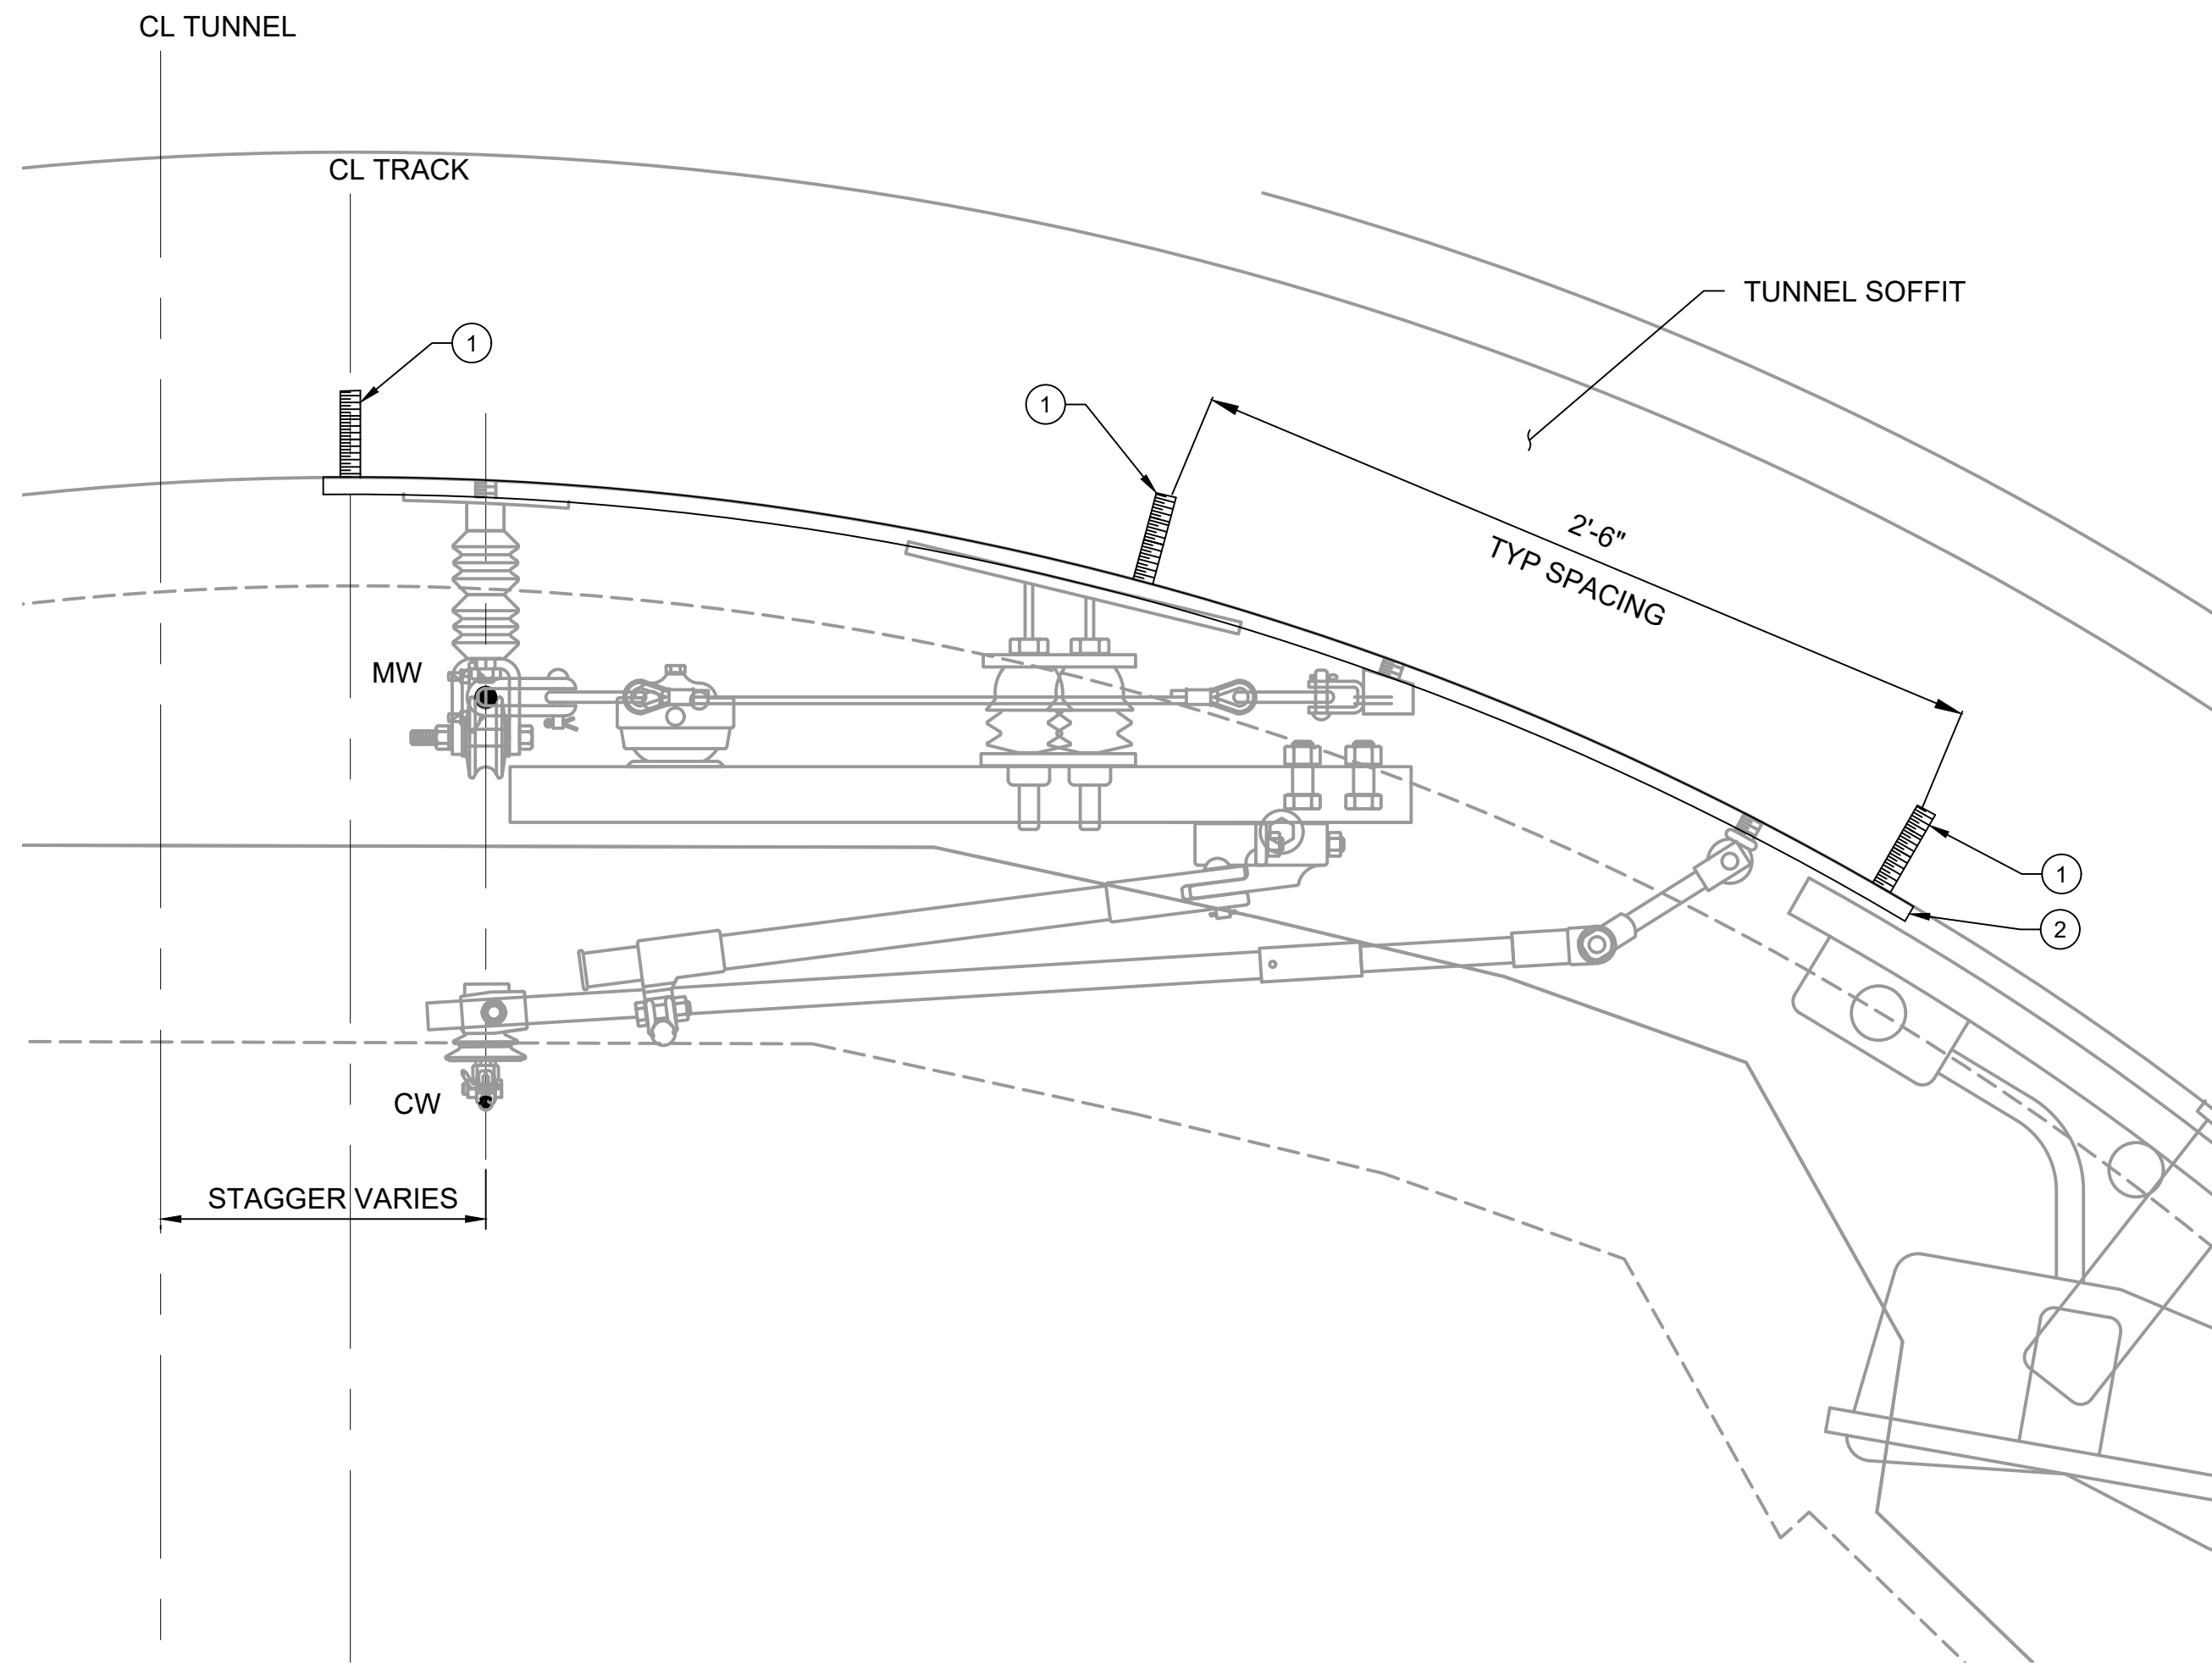 CL TUNNEL
CL TRACK
TUNNEL SOFFIT
1
1
2'-6"
TYP SPACING
MW
1
2
CW
STAGGER VARIES